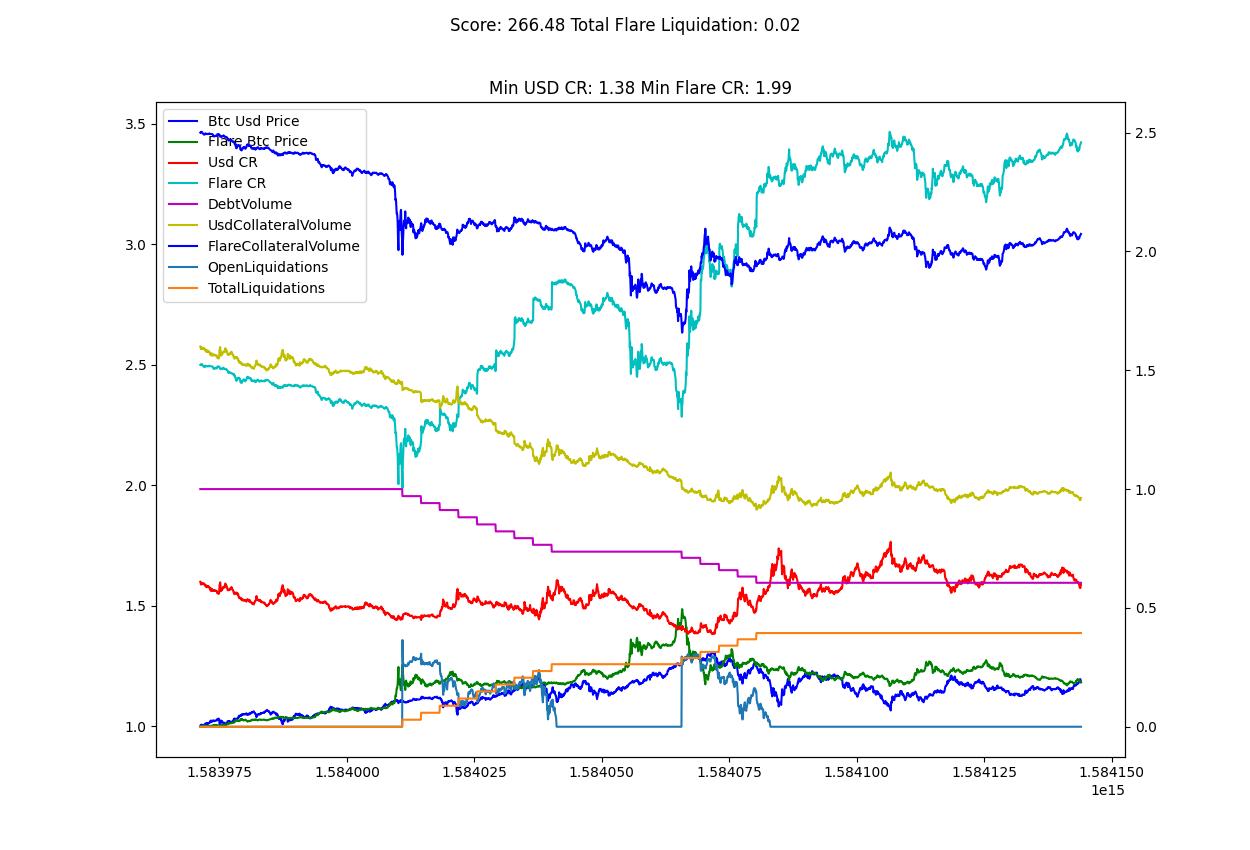 Score: 266.48 Total Flare Liquidation: 0.02
Min USD CR: 1.38 Min Flare CR: 1.99
Btc Usd Price
Flare Btc Price
Usd CR
Flare CR
DebtVolume
UsdCollateralVolume
FlareCollateralVolume
OpenLiquidations
TotalLiquidations
3.5
3.0
2.5
2.0
1.5
1.0
2.5
2.0
1.5
1.0
0.5
0.0
1.583975 1.584000 1.584025 1.584050 1.584075 1.584100 1.584125 1.584150
1e15